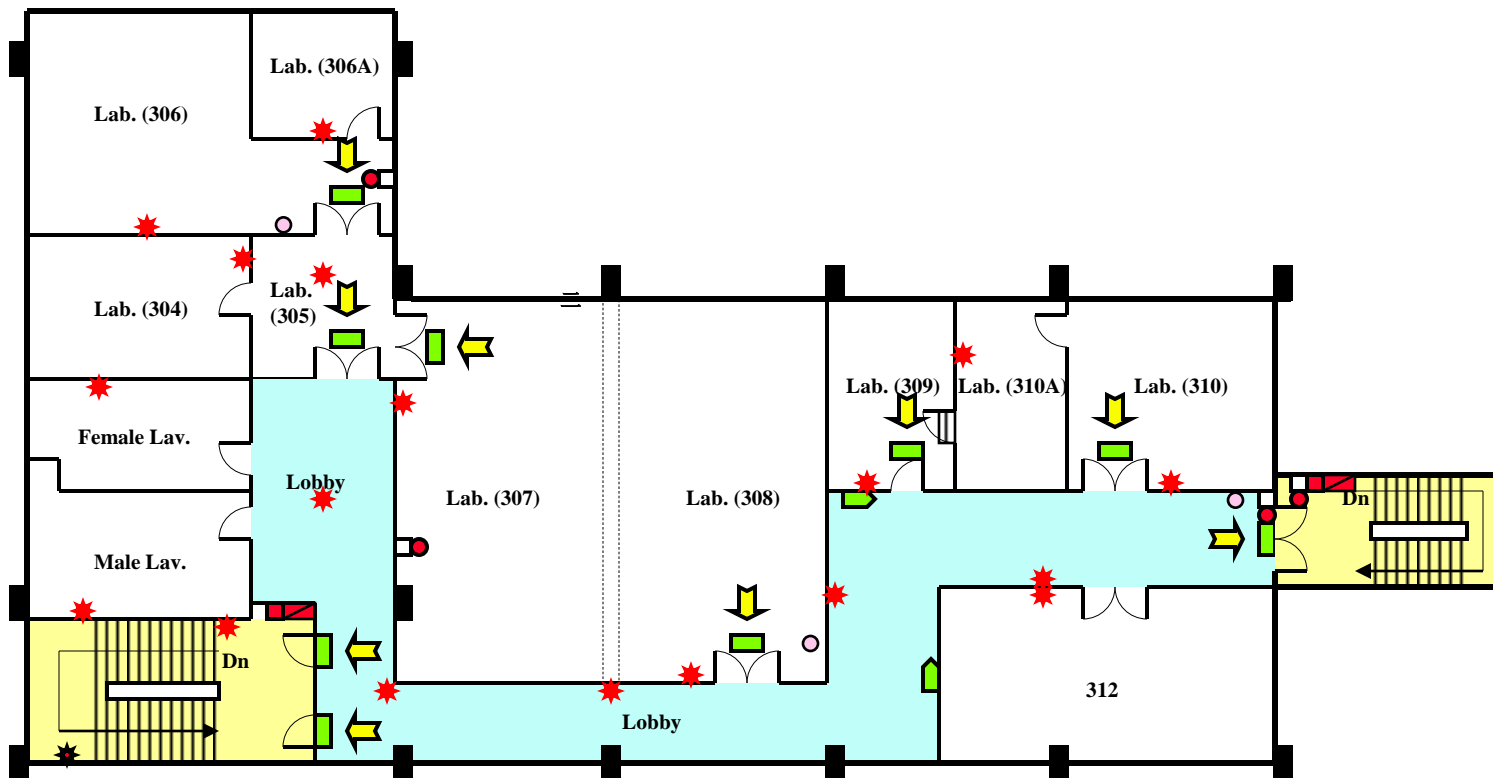 Lab. (306A)
Lab. (306)
Lab.
(305)
Lab. (304)
Lab. (309)
Lab. (310A)
Lab. (310)
Female Lav.
Lobby
Lab. (307)
Lab. (308)
Dn
Male Lav.
Dn
312
Lobby